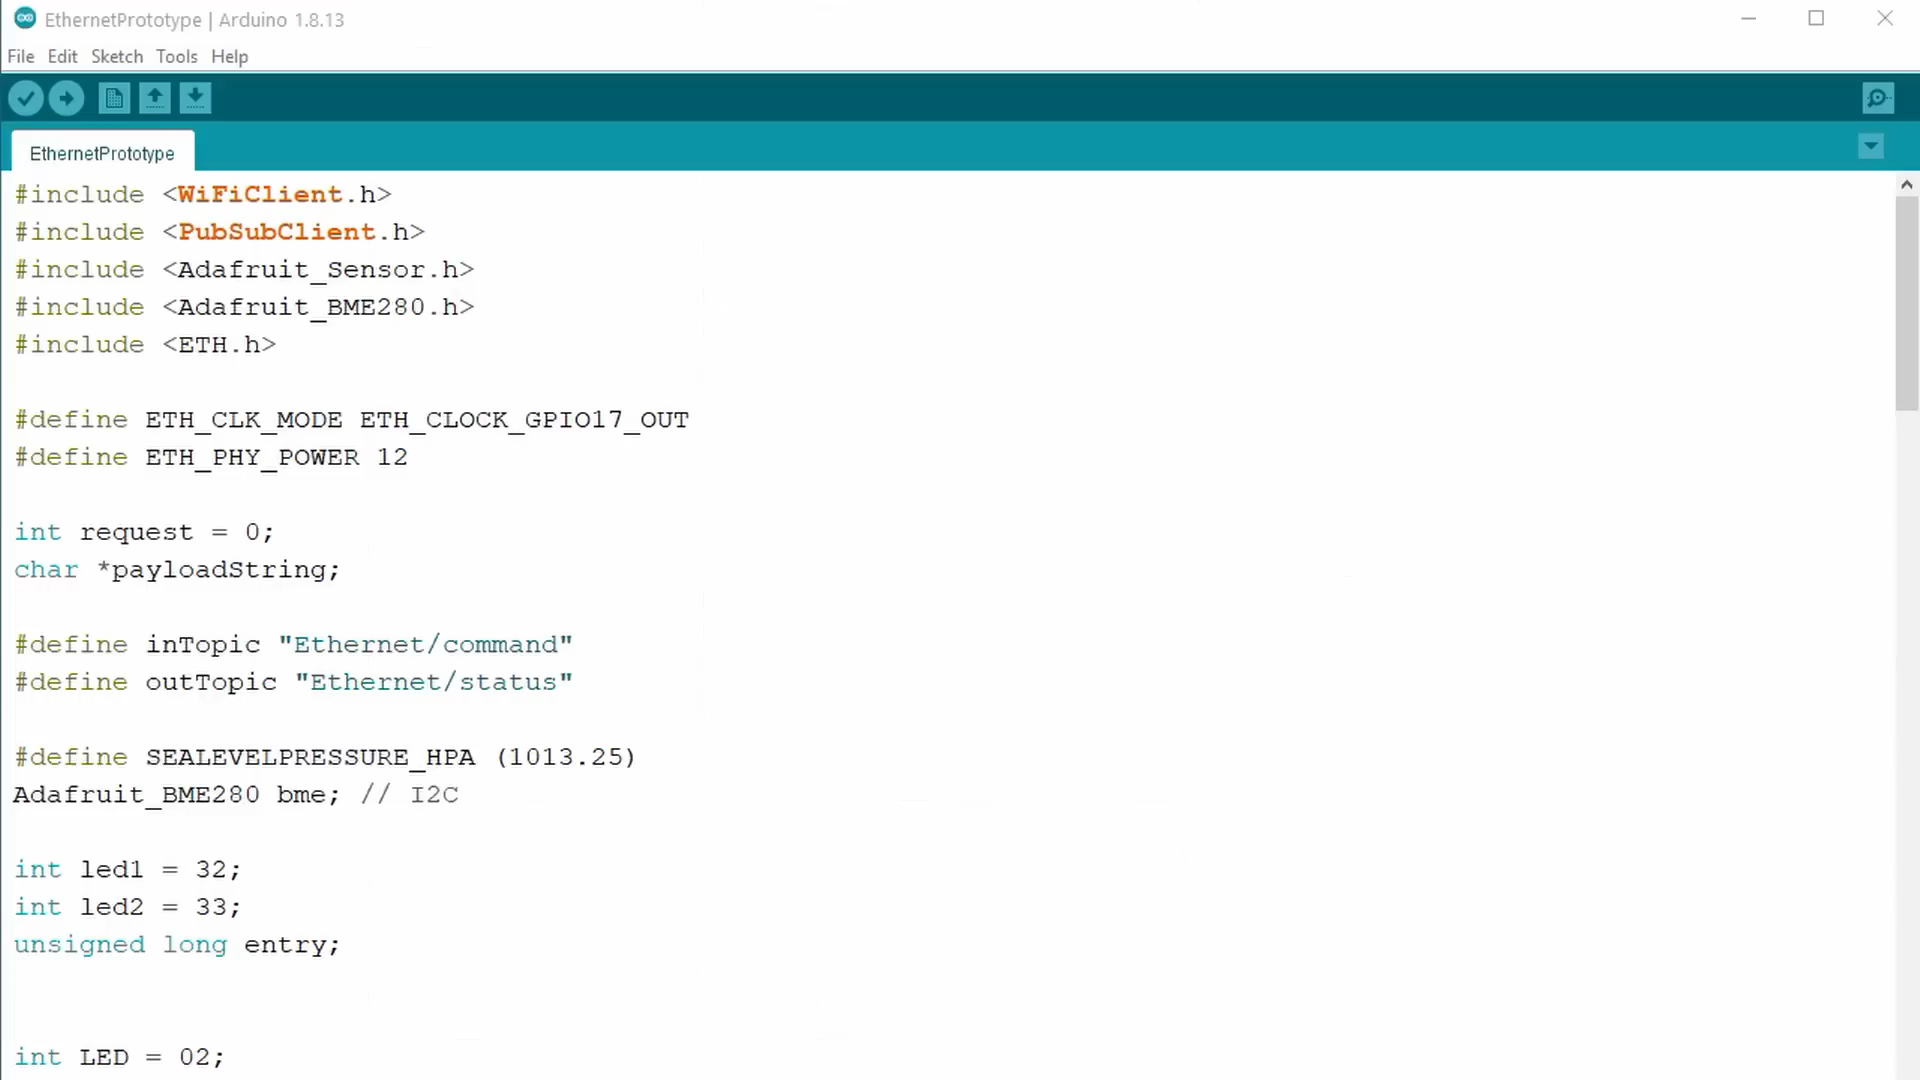 EthernetPrototype | Arduino 1.8.13
File Edit Sketch Tools Help
EthernetPrototype
#include <WiFiClient.h>
#include <PubSubClient.h>
#include <Adafruit_Sensor.h>
#include <Adafruit_BME280.h>
#include <ETH.h>
#define ETH_CLK_MODE ETH_CLOCK_GPIO17_OUT
#define ETH_PHY_POWER 12
int request = 0;
char *payloadString;
#define inTopic "Ethernet/command"
#define outTopic "Ethernet/status"
#define SEALEVELPRESSURE_HPA (1013.25)
Adafruit_BME280 bme; // I2C
int led1 = 32;
int led2 = 33;
unsigned long entry;
int LED = 02;